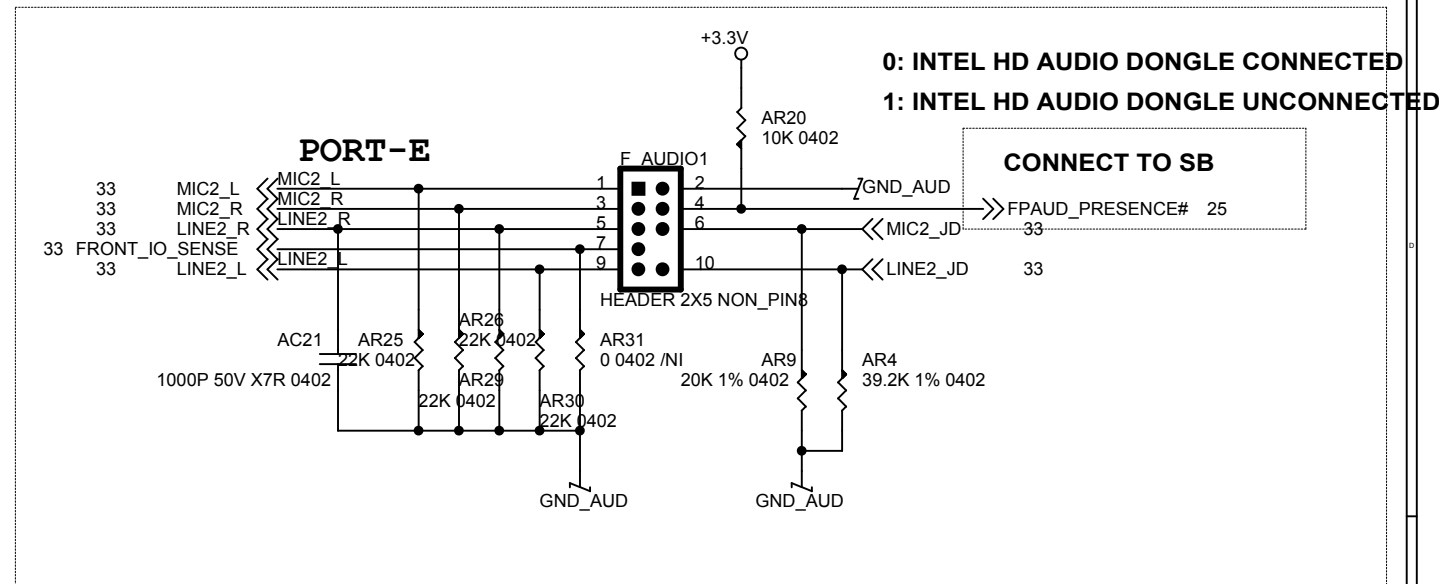 +3.3V
0: INTEL HD AUDIO DONGLE CONNECTED
1: INTEL HD AUDIO DONGLE UNCONNECTED
AR20
10K 0402
PORT-E
F_AUDIO1
CONNECT TO SB
33 MIC2_L MIC2_L 1 2 GND_AUD
33 MIC2_R MIC2_R 3 4 FPAUD_PRESENCE# 25
33 LINE2_R LINE2_R 5 6 MIC2_JD 33
33 FRONT_IO_SENSE 7
33 LINE2_L LINE2_L 9 10 LINE2_JD 33
HEADER 2X5 NON_PIN8
AC21
1000P 50V X7R 0402
AR25
22K 0402
AR26
22K 0402
AR29
22K 0402
AR30
22K 0402
AR31
0 0402 /NI
AR9
20K 1% 0402
AR4
39.2K 1% 0402
GND_AUD
GND_AUD
D